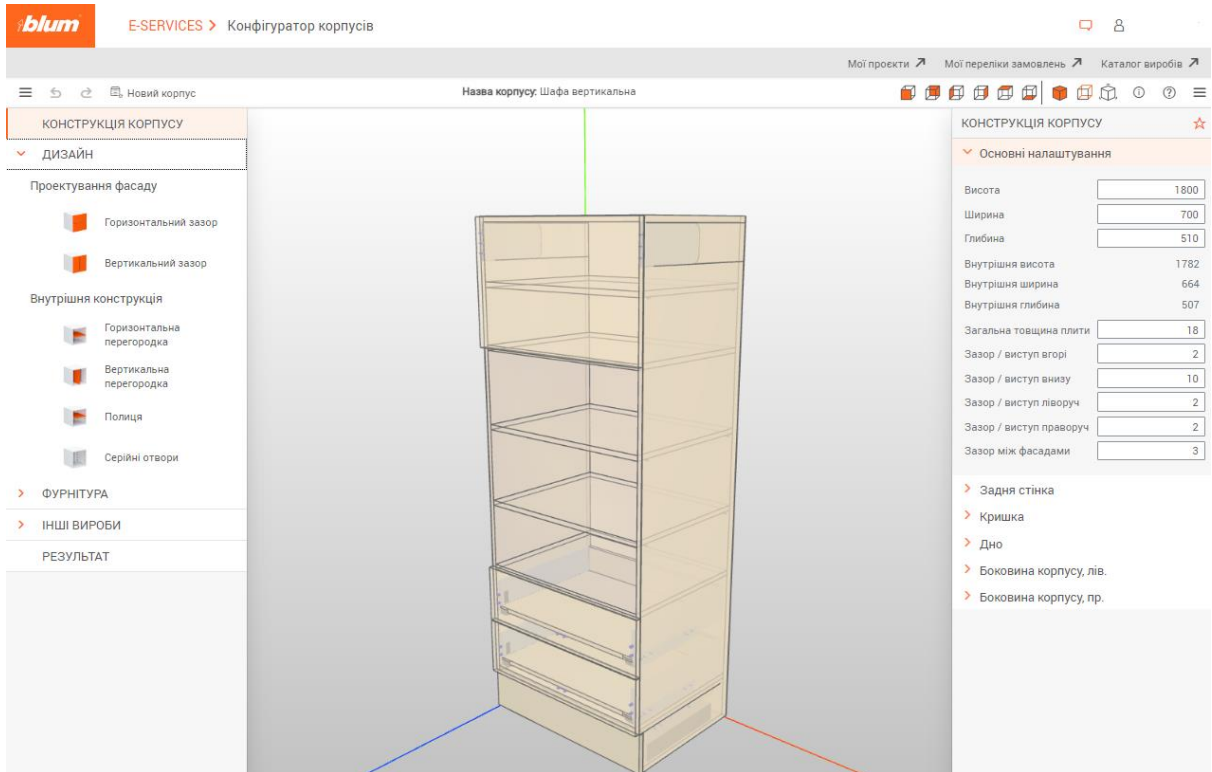 blum
E-SERVICES > Конфігуратор корпусів
Мої проєкти Мої переліки замовлень Каталог виробів
Новий корпус
Назва корпусу: Шафа вертикальна
КОНСТРУКЦІЯ КОРПУСУ
ДИЗАЙН
Проектування фасаду
Горизонтальний зазор
Вертикальний зазор
Внутрішня конструкція
Горизонтальна
перегородка
Вертикальна
перегородка
Полиця
Серійні отвори
ФУРНІТУРА
ІНШІ ВИРОБИ
РЕЗУЛЬТАТ
КОНСТРУКЦІЯ КОРПУСУ
Основні налаштування
Висота 1800
Ширина 700
Глибина 510
Внутрішня висота 1782
Внутрішня ширина 664
Внутрішня глибина 507
Загальна товщина плити 18
Зазор / виступ вгорі 2
Зазор / виступ внизу 10
Зазор / виступ ліворуч 2
Зазор / виступ праворуч 2
Зазор між фасадами 3
Задня стінка
Кришка
Дно
Боковина корпусу, лів.
Боковина корпусу, пр.